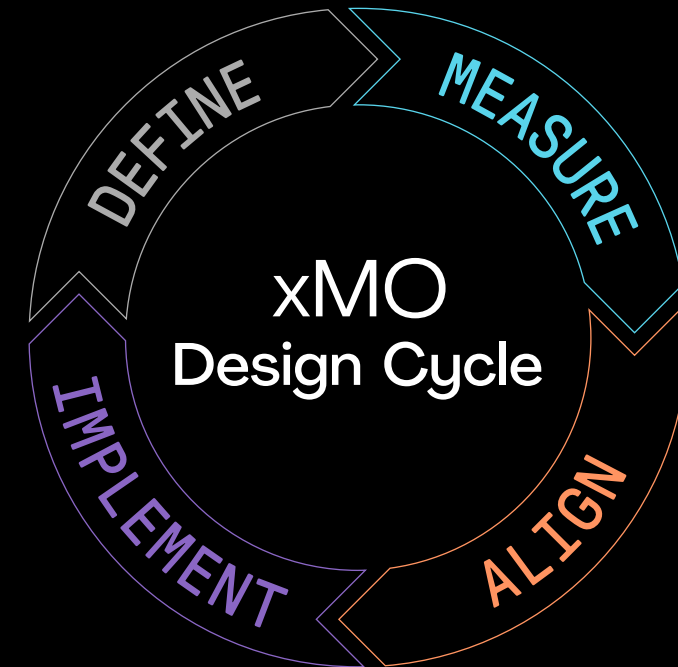 DEFINE
MEASURE
xMO
Design Cycle
IMPLEMENT
ALIGN